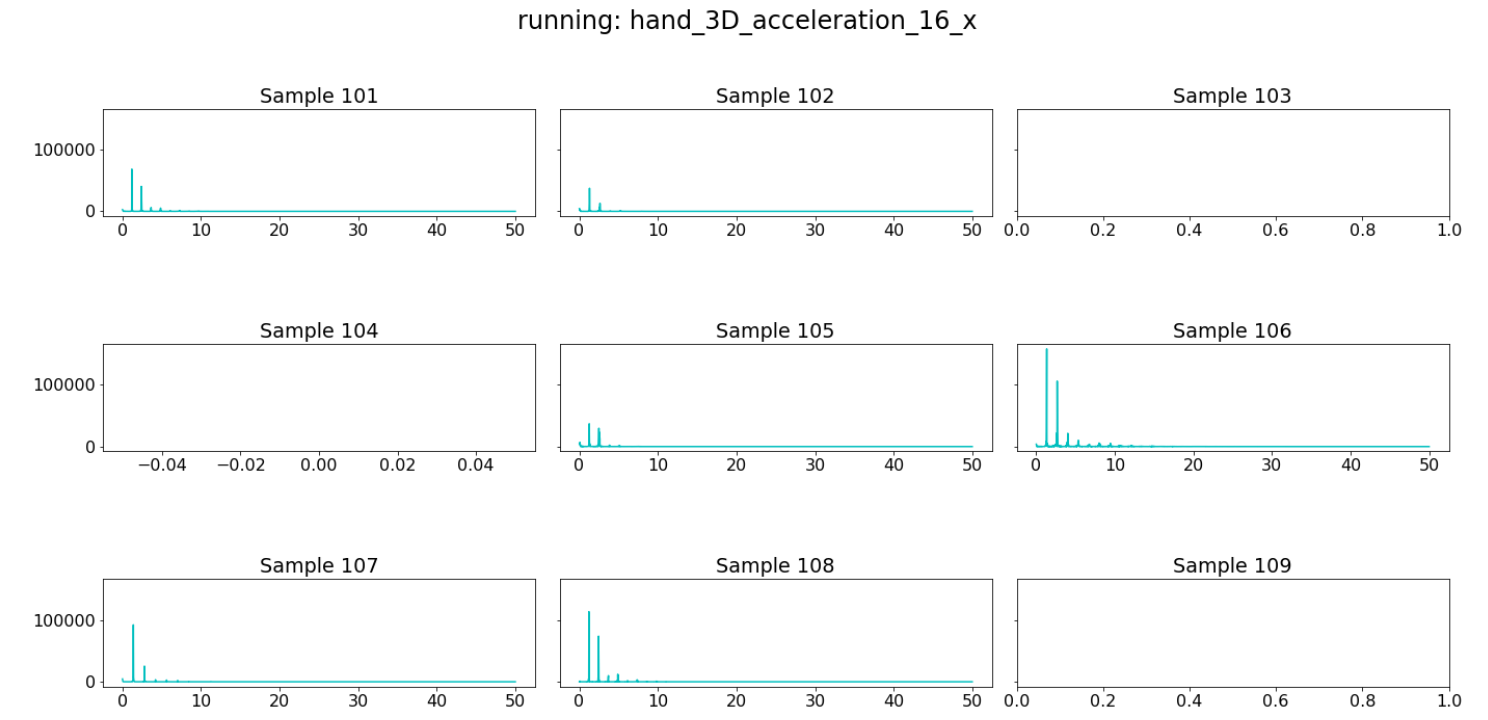 running: hand_3D_acceleration_16_x
Sample 101 Sample 102 Sample 103
100000
0
0 10 20 30 40 50 0 10 20 30 40 50 0.0 0.2 0.4 0.6 0.8 1.0
Sample 104 Sample 105 Sample 106
100000
0
−0.04 −0.02 0.00 0.02 0.04 0 10 20 30 40 50 0 10 20 30 40 50
Sample 107 Sample 108 Sample 109
100000
0
0 10 20 30 40 50 0 10 20 30 40 50 0.0 0.2 0.4 0.6 0.8 1.0